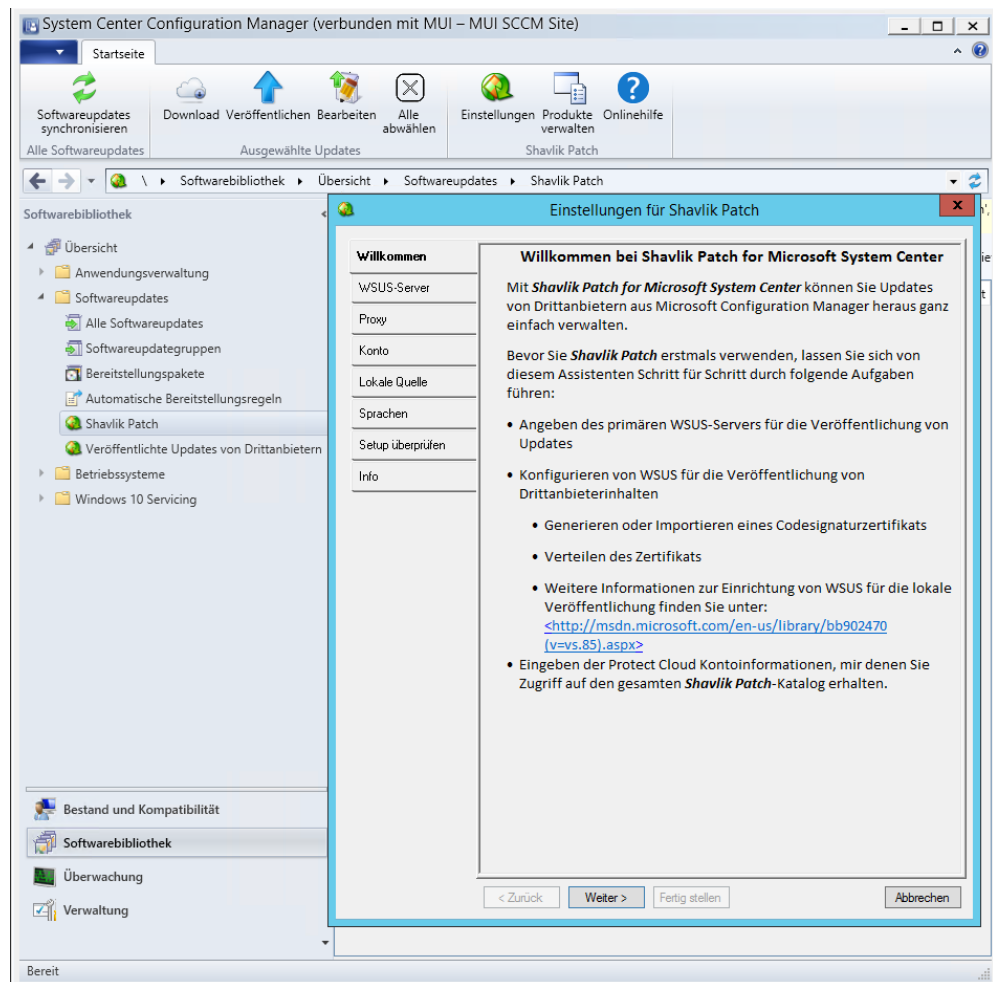 System Center Configuration Manager (verbunden mit MUI – MUI SCCM Site)
Startseite
Softwareupdates
synchronisieren
Download
Veröffentlichen
Bearbeiten
Alle
abwählen
Einstellungen
Produkte
verwalten
Onlinehilfe
Alle Softwareupdates
Ausgewählte Updates
Shavlik Patch
\ Softwarebibliothek Übersicht Softwareupdates Shavlik Patch
Softwarebibliothek
Übersicht
Anwendungsverwaltung
Softwareupdates
Alle Softwareupdates
Softwareupdategruppen
Bereitstellungspakete
Automatische Bereitstellungsregeln
Shavlik Patch
Veröffentlichte Updates von Drittanbietern
Betriebssysteme
Windows 10 Servicing
Bestand und Kompatibilität
Softwarebibliothek
Überwachung
Verwaltung
Bereit
Einstellungen für Shavlik Patch
Willkommen
WSUS-Server
Proxy
Konto
Lokale Quelle
Sprachen
Setup überprüfen
Info
Willkommen bei Shavlik Patch for Microsoft System Center
Mit Shavlik Patch for Microsoft System Center können Sie Updates
von Drittanbietern aus Microsoft Configuration Manager heraus ganz
einfach verwalten.
Bevor Sie Shavlik Patch erstmals verwenden, lassen Sie sich von
diesem Assistenten Schritt für Schritt durch folgende Aufgaben
führen:
• Angeben des primären WSUS-Servers für die Veröffentlichung von
Updates
• Konfigurieren von WSUS für die Veröffentlichung von
Drittanbieterinhalten
• Generieren oder Importieren eines Codesignaturzertifikats
• Verteilen des Zertifikats
• Weitere Informationen zur Einrichtung von WSUS für die lokale
Veröffentlichung finden Sie unter:
<http://msdn.microsoft.com/en-us/library/bb902470
(v=vs.85).aspx>
• Eingeben der Protect Cloud Kontoinformationen, mir denen Sie
Zugriff auf den gesamten Shavlik Patch-Katalog erhalten.
< Zurück
Weiter >
Fertig stellen
Abbrechen